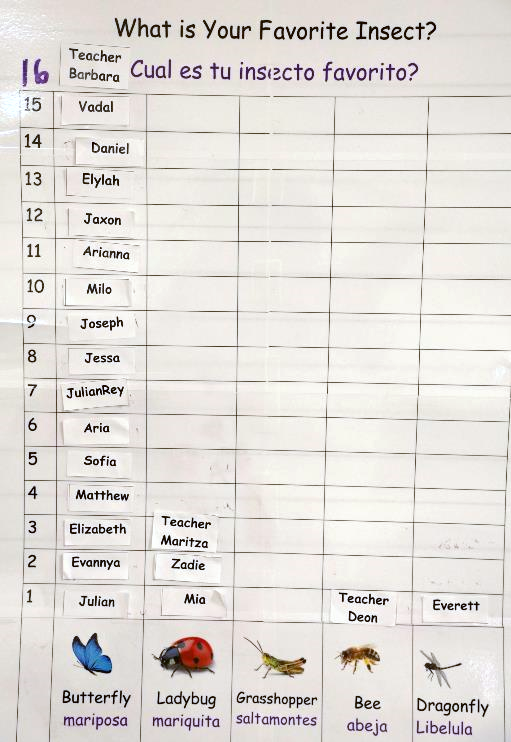 What is Your Favorite Insect?
16 Teacher Barbara Cual es tu insecto favorito?
15 Vadal
14 Daniel
13 Elylah
12 Jaxon
11 Arianna
10 Milo
9 Joseph
8 Jessa
7 JulianRey
6 Aria
5 Sofia
4 Matthew
3 Elizabeth Teacher Maritza
2 Evannya Zadie
1 Julian Mia Teacher Deon Everett
Butterfly Ladybug Grasshopper Bee Dragonfly
mariposa mariquita saltamontes abeja Libelula